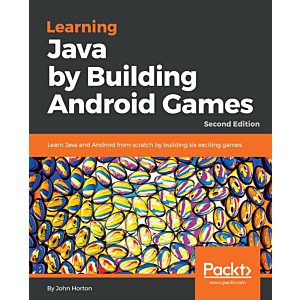 Learning
Java
by Building
Android Games
Second Edition
Learn Java and Android from scratch by building six exciting games
Packt>
www.packt.com
By John Horton